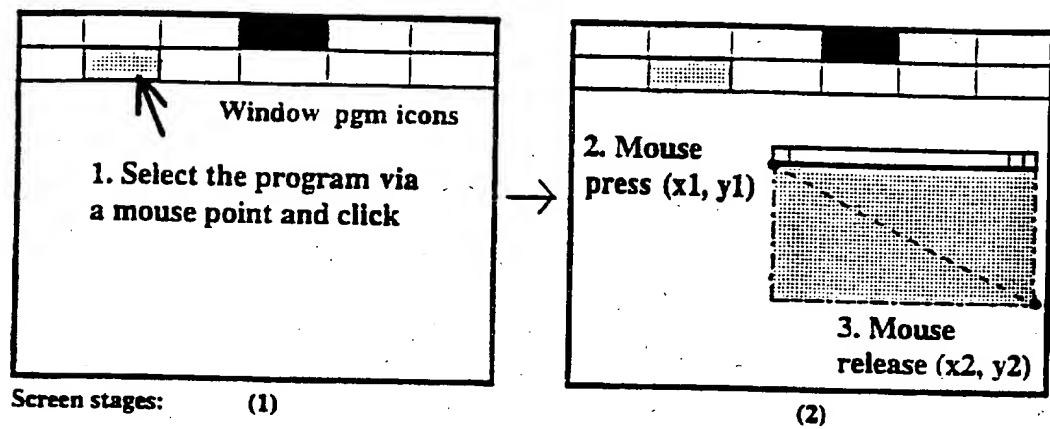 Window pgm icons
1. Select the program via
a mouse point and click
2. Mouse
press (x1, y1)
3. Mouse
release (x2, y2)
Screen stages: (1)
(2)